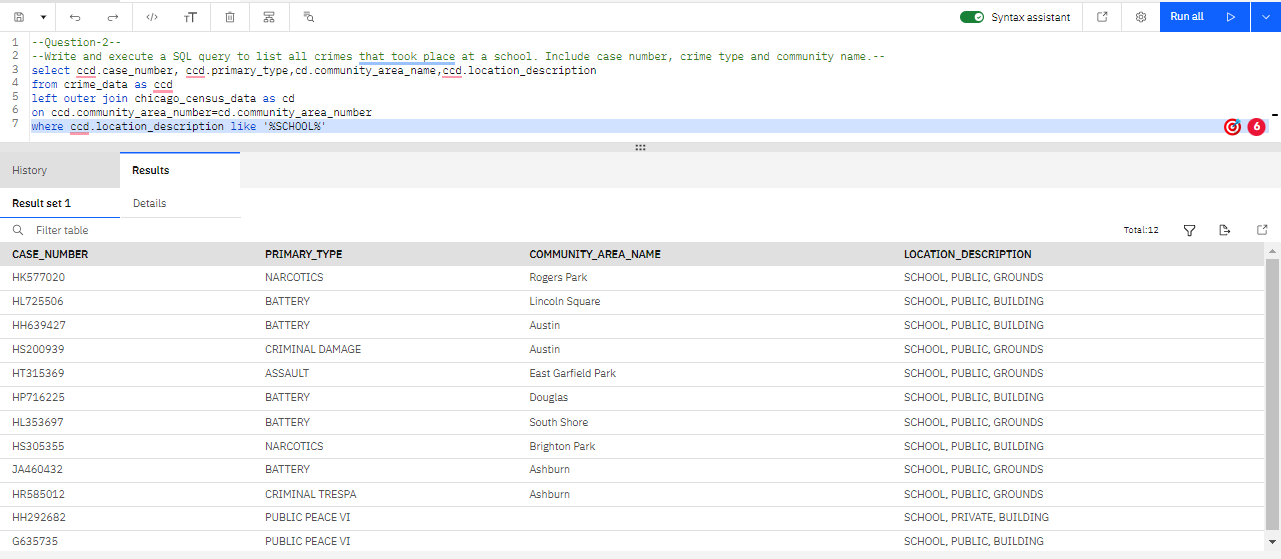 </> тT Syntax assistant Run all
1 --Question-2--
2 --Write and execute a SQL query to list all crimes that took place at a school. Include case number, crime type and community name.--
3 select ccd.case_number, ccd.primary_type,cd.community_area_name,ccd.location_description
4 from crime_data as ccd
5 left outer join chicago_census_data as cd
6 on ccd.community_area_number=cd.community_area_number
7 where ccd.location_description like '%SCHOOL%' 6
History Results
Result set 1 Details
Filter table Total:12
CASE_NUMBER PRIMARY_TYPE COMMUNITY_AREA_NAME LOCATION_DESCRIPTION
HK577020 NARCOTICS Rogers Park SCHOOL, PUBLIC, GROUNDS
HL725506 BATTERY Lincoln Square SCHOOL, PUBLIC, BUILDING
HH639427 BATTERY Austin SCHOOL, PUBLIC, BUILDING
HS200939 CRIMINAL DAMAGE Austin SCHOOL, PUBLIC, GROUNDS
HT315369 ASSAULT East Garfield Park SCHOOL, PUBLIC, GROUNDS
HP716225 BATTERY Douglas SCHOOL, PUBLIC, BUILDING
HL353697 BATTERY South Shore SCHOOL, PUBLIC, GROUNDS
HS305355 NARCOTICS Brighton Park SCHOOL, PUBLIC, BUILDING
JA460432 BATTERY Ashburn SCHOOL, PUBLIC, GROUNDS
HR585012 CRIMINAL TRESPA Ashburn SCHOOL, PUBLIC, GROUNDS
HH292682 PUBLIC PEACE VI SCHOOL, PRIVATE, BUILDING
G635735 PUBLIC PEACE VI SCHOOL, PUBLIC, BUILDING